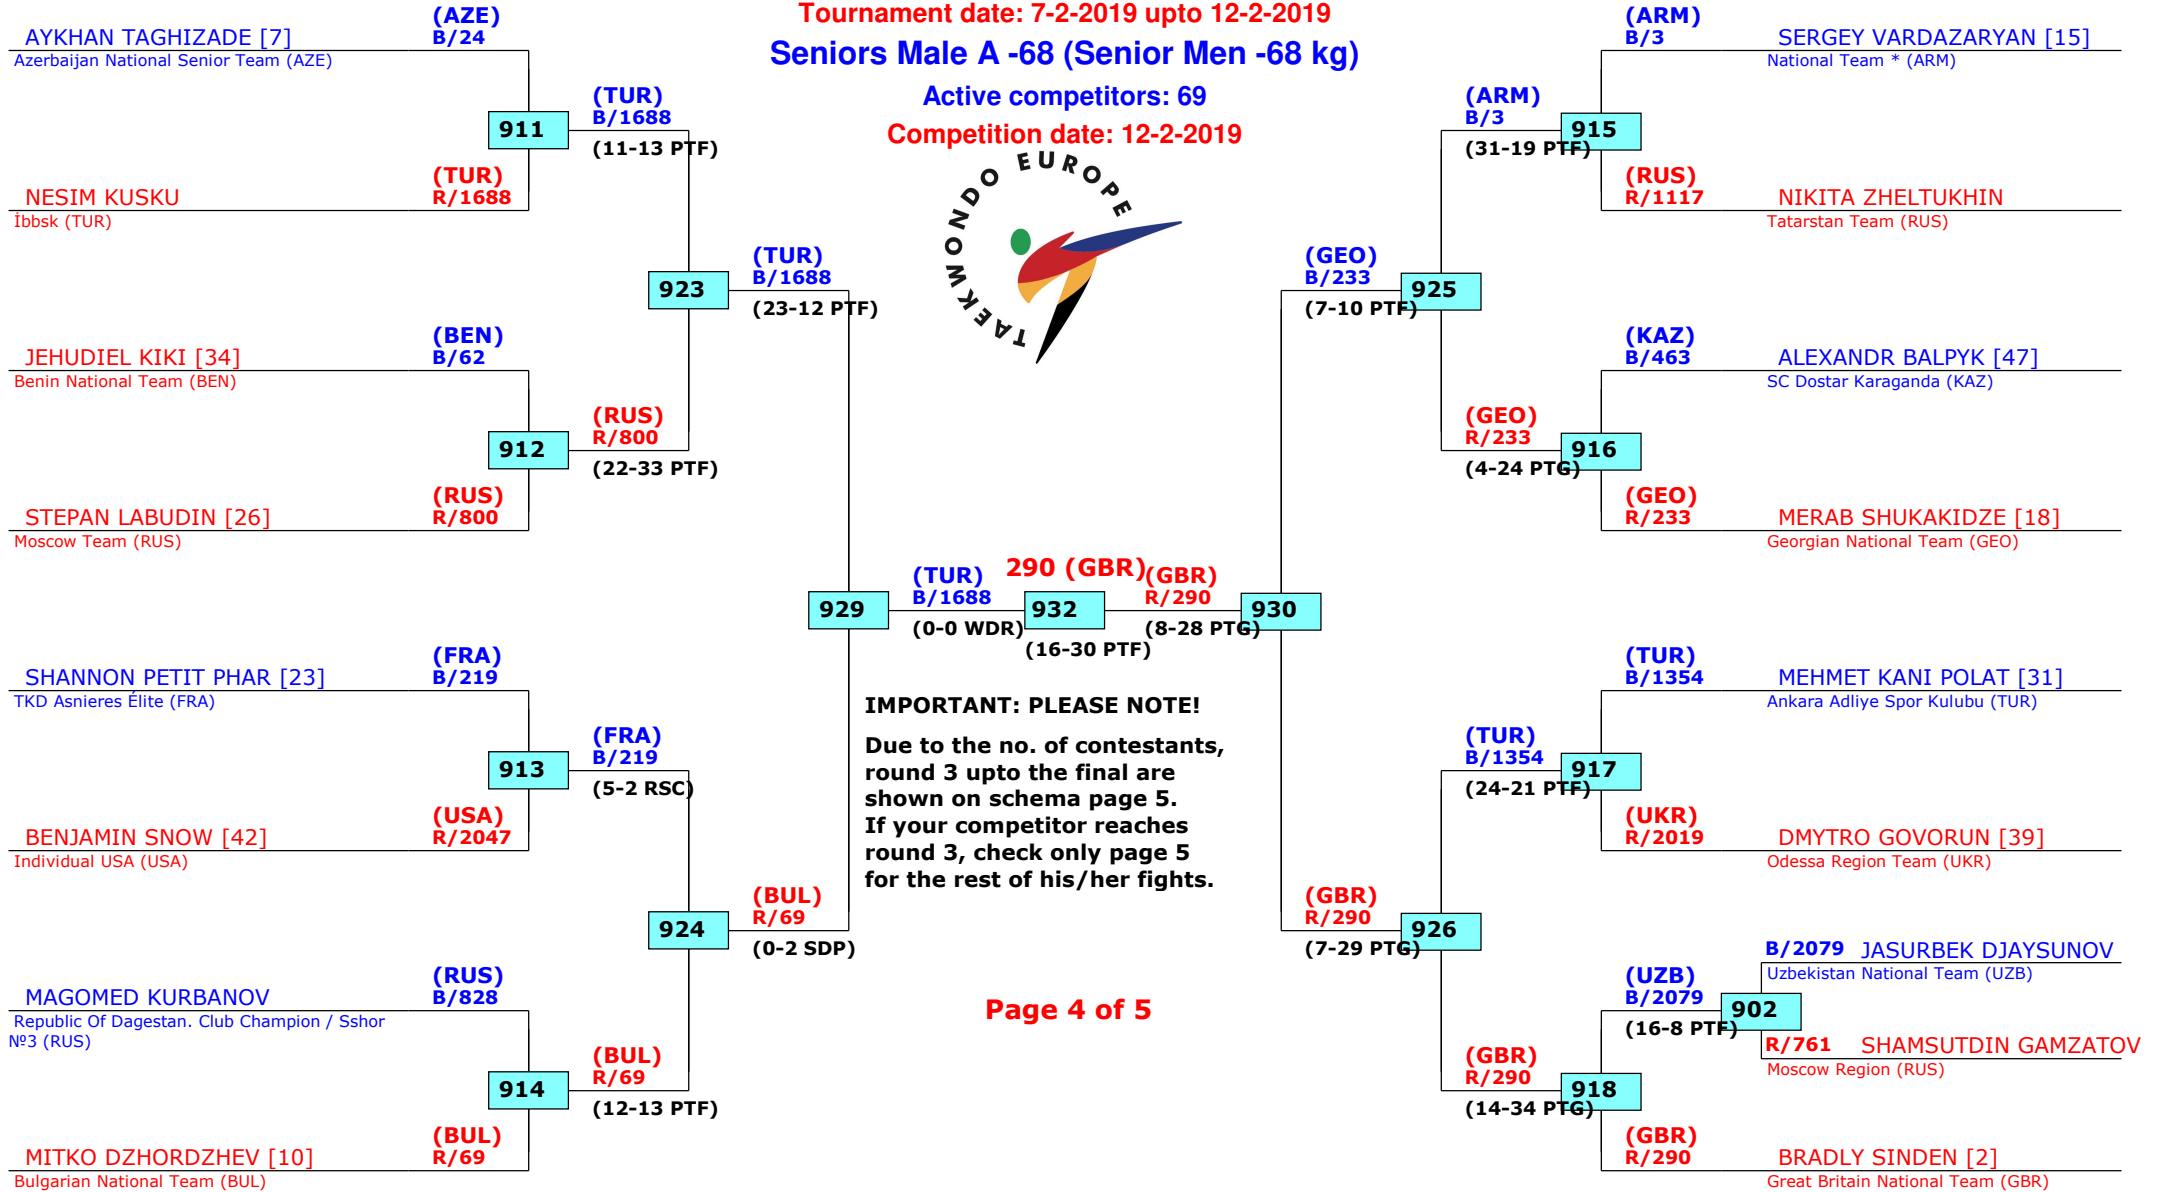 Tournament date: 7-2-2019 upto 12-2-2019
Seniors Male A -68 (Senior Men -68 kg)
Active competitors: 69
Competition date: 12-2-2019
TAEKWONDO EUROPE
(AZE)
AYKHAN TAGHIZADE [7] B/24
Azerbaijan National Senior Team (AZE)
911
(TUR)
B/1688
(11-13 PTF)
(TUR)
NESIM KUSKU R/1688
İbbsk (TUR)
923
(TUR)
B/1688
(23-12 PTF)
(BEN)
JEHUDIEL KIKI [34] B/62
Benin National Team (BEN)
912
(RUS)
R/800
(22-33 PTF)
(RUS)
STEPAN LABUDIN [26] R/800
Moscow Team (RUS)
929
(TUR)
B/1688
(0-0 WDR)
290 (GBR)
932
(16-30 PTF)
(GBR)
R/290
(8-28 PTG)
930
(FRA)
SHANNON PETIT PHAR [23] B/219
TKD Asnieres Élite (FRA)
913
(FRA)
B/219
(5-2 RSC)
(USA)
BENJAMIN SNOW [42] R/2047
Individual USA (USA)
924
(BUL)
R/69
(0-2 SDP)
(RUS)
MAGOMED KURBANOV B/828
Republic Of Dagestan. Club Champion / Sshor
№3 (RUS)
914
(BUL)
R/69
(12-13 PTF)
(BUL)
MITKO DZHORDZHEV [10] R/69
Bulgarian National Team (BUL)
IMPORTANT: PLEASE NOTE!
Due to the no. of contestants,
round 3 upto the final are
shown on schema page 5.
If your competitor reaches
round 3, check only page 5
for the rest of his/her fights.
Page 4 of 5
(ARM)
B/3 SERGEY VARDAZARYAN [15]
National Team * (ARM)
(ARM)
B/3
(31-19 PTF)
915
(RUS)
R/1117 NIKITA ZHELTUKHIN
Tatarstan Team (RUS)
(GEO)
B/233
(7-10 PTF)
925
(KAZ)
B/463 ALEXANDR BALPYK [47]
SC Dostar Karaganda (KAZ)
(GEO)
R/233
(4-24 PTG)
916
(GEO)
R/233 MERAB SHUKAKIDZE [18]
Georgian National Team (GEO)
(TUR)
B/1354 MEHMET KANI POLAT [31]
Ankara Adliye Spor Kulubu (TUR)
(TUR)
B/1354
(24-21 PTF)
917
(UKR)
R/2019 DMYTRO GOVORUN [39]
Odessa Region Team (UKR)
(GBR)
R/290
(7-29 PTG)
926
B/2079 JASURBEK DJAYSUNOV
Uzbekistan National Team (UZB)
(UZB)
B/2079
(16-8 PTF)
902
R/761 SHAMSUTDIN GAMZATOV
Moscow Region (RUS)
(GBR)
R/290
(14-34 PTG)
918
(GBR)
R/290 BRADLY SINDEN [2]
Great Britain National Team (GBR)